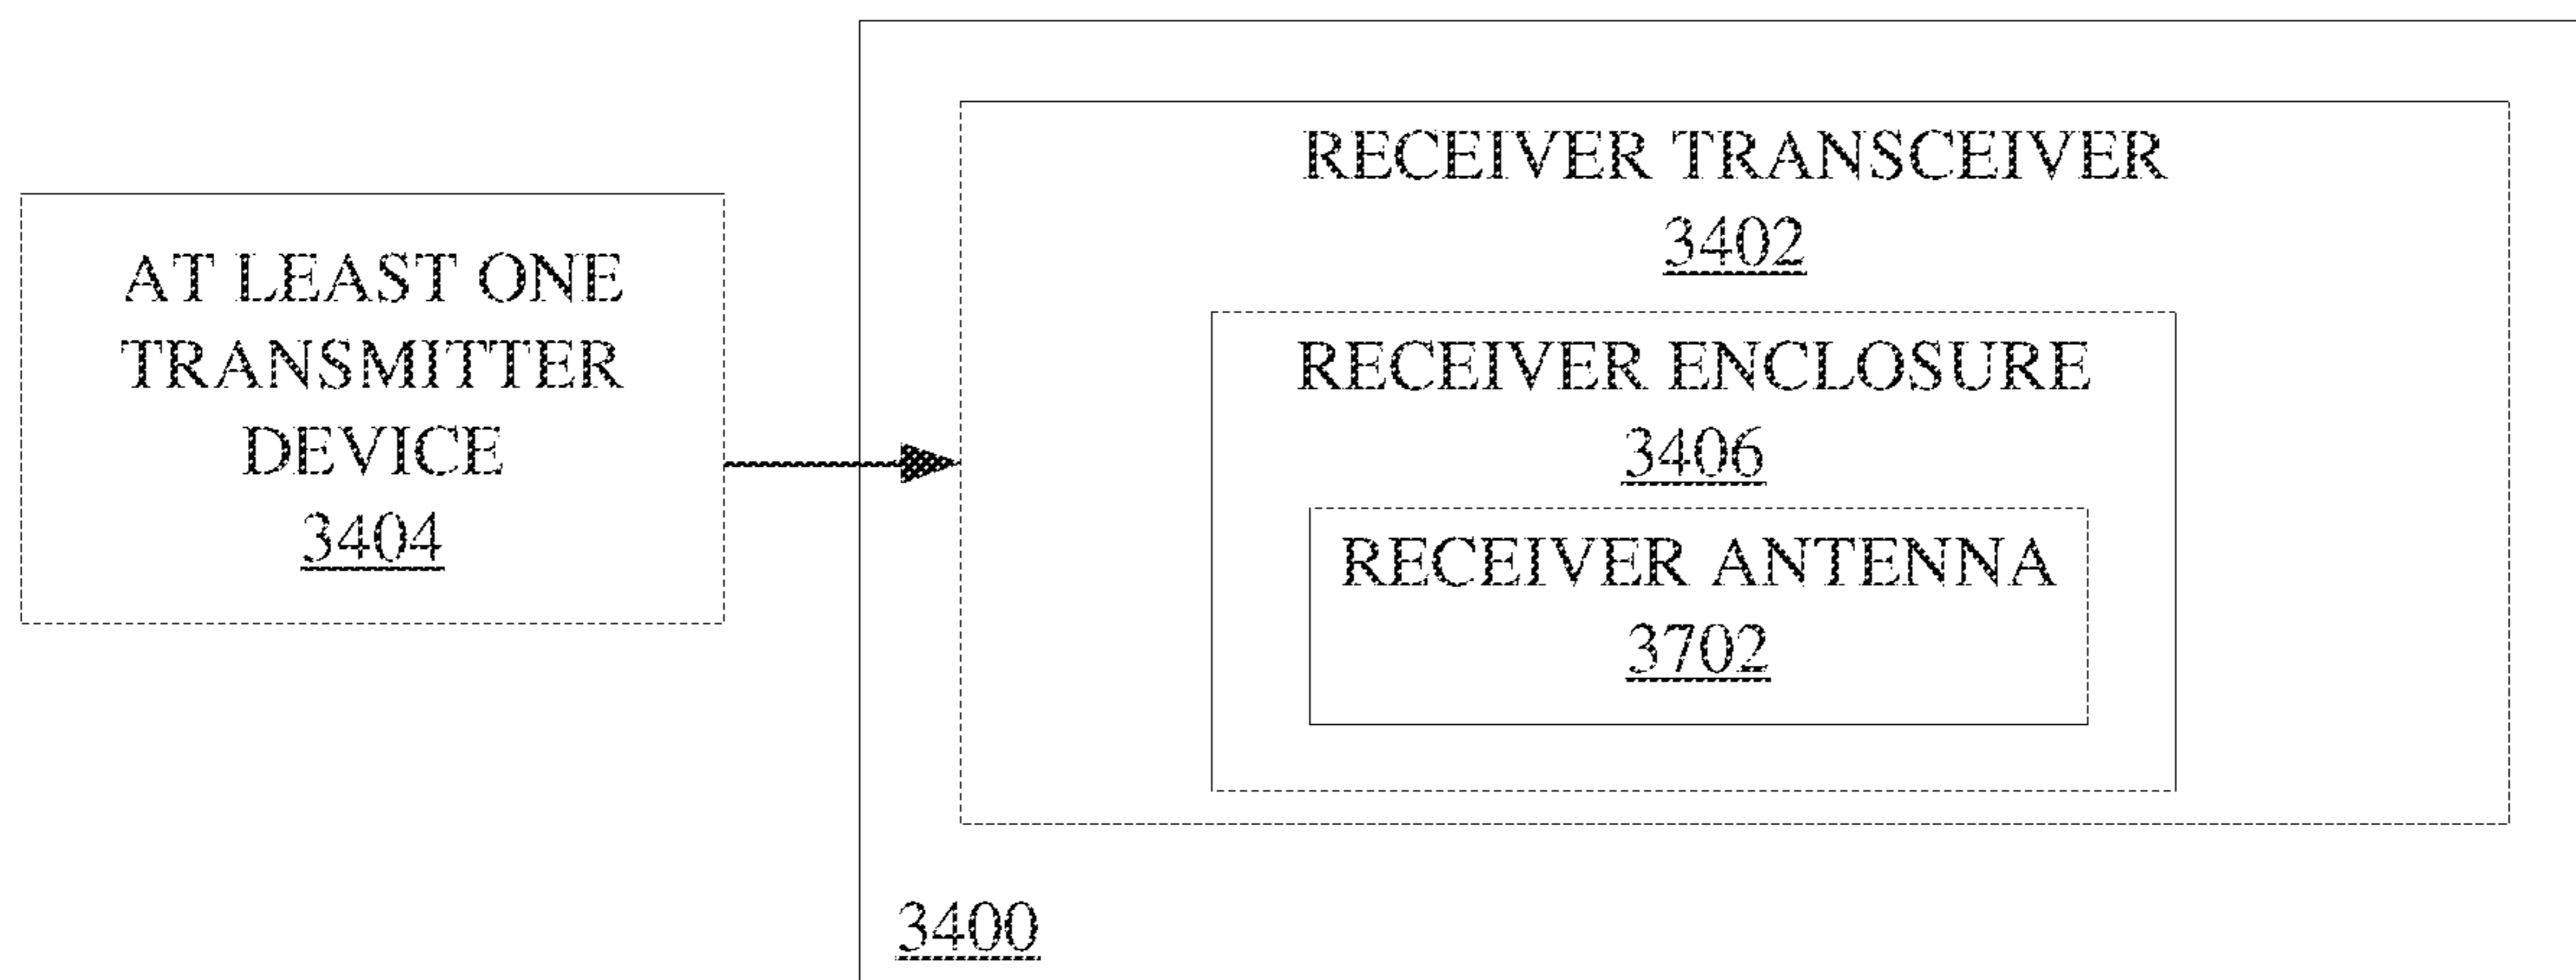 AT LEAST ONE
TRANSMITTER
DEVICE
3404
RECEIVER TRANSCEIVER
3402
RECEIVER ENCLOSURE
3406
RECEIVER ANTENNA
3702
3400